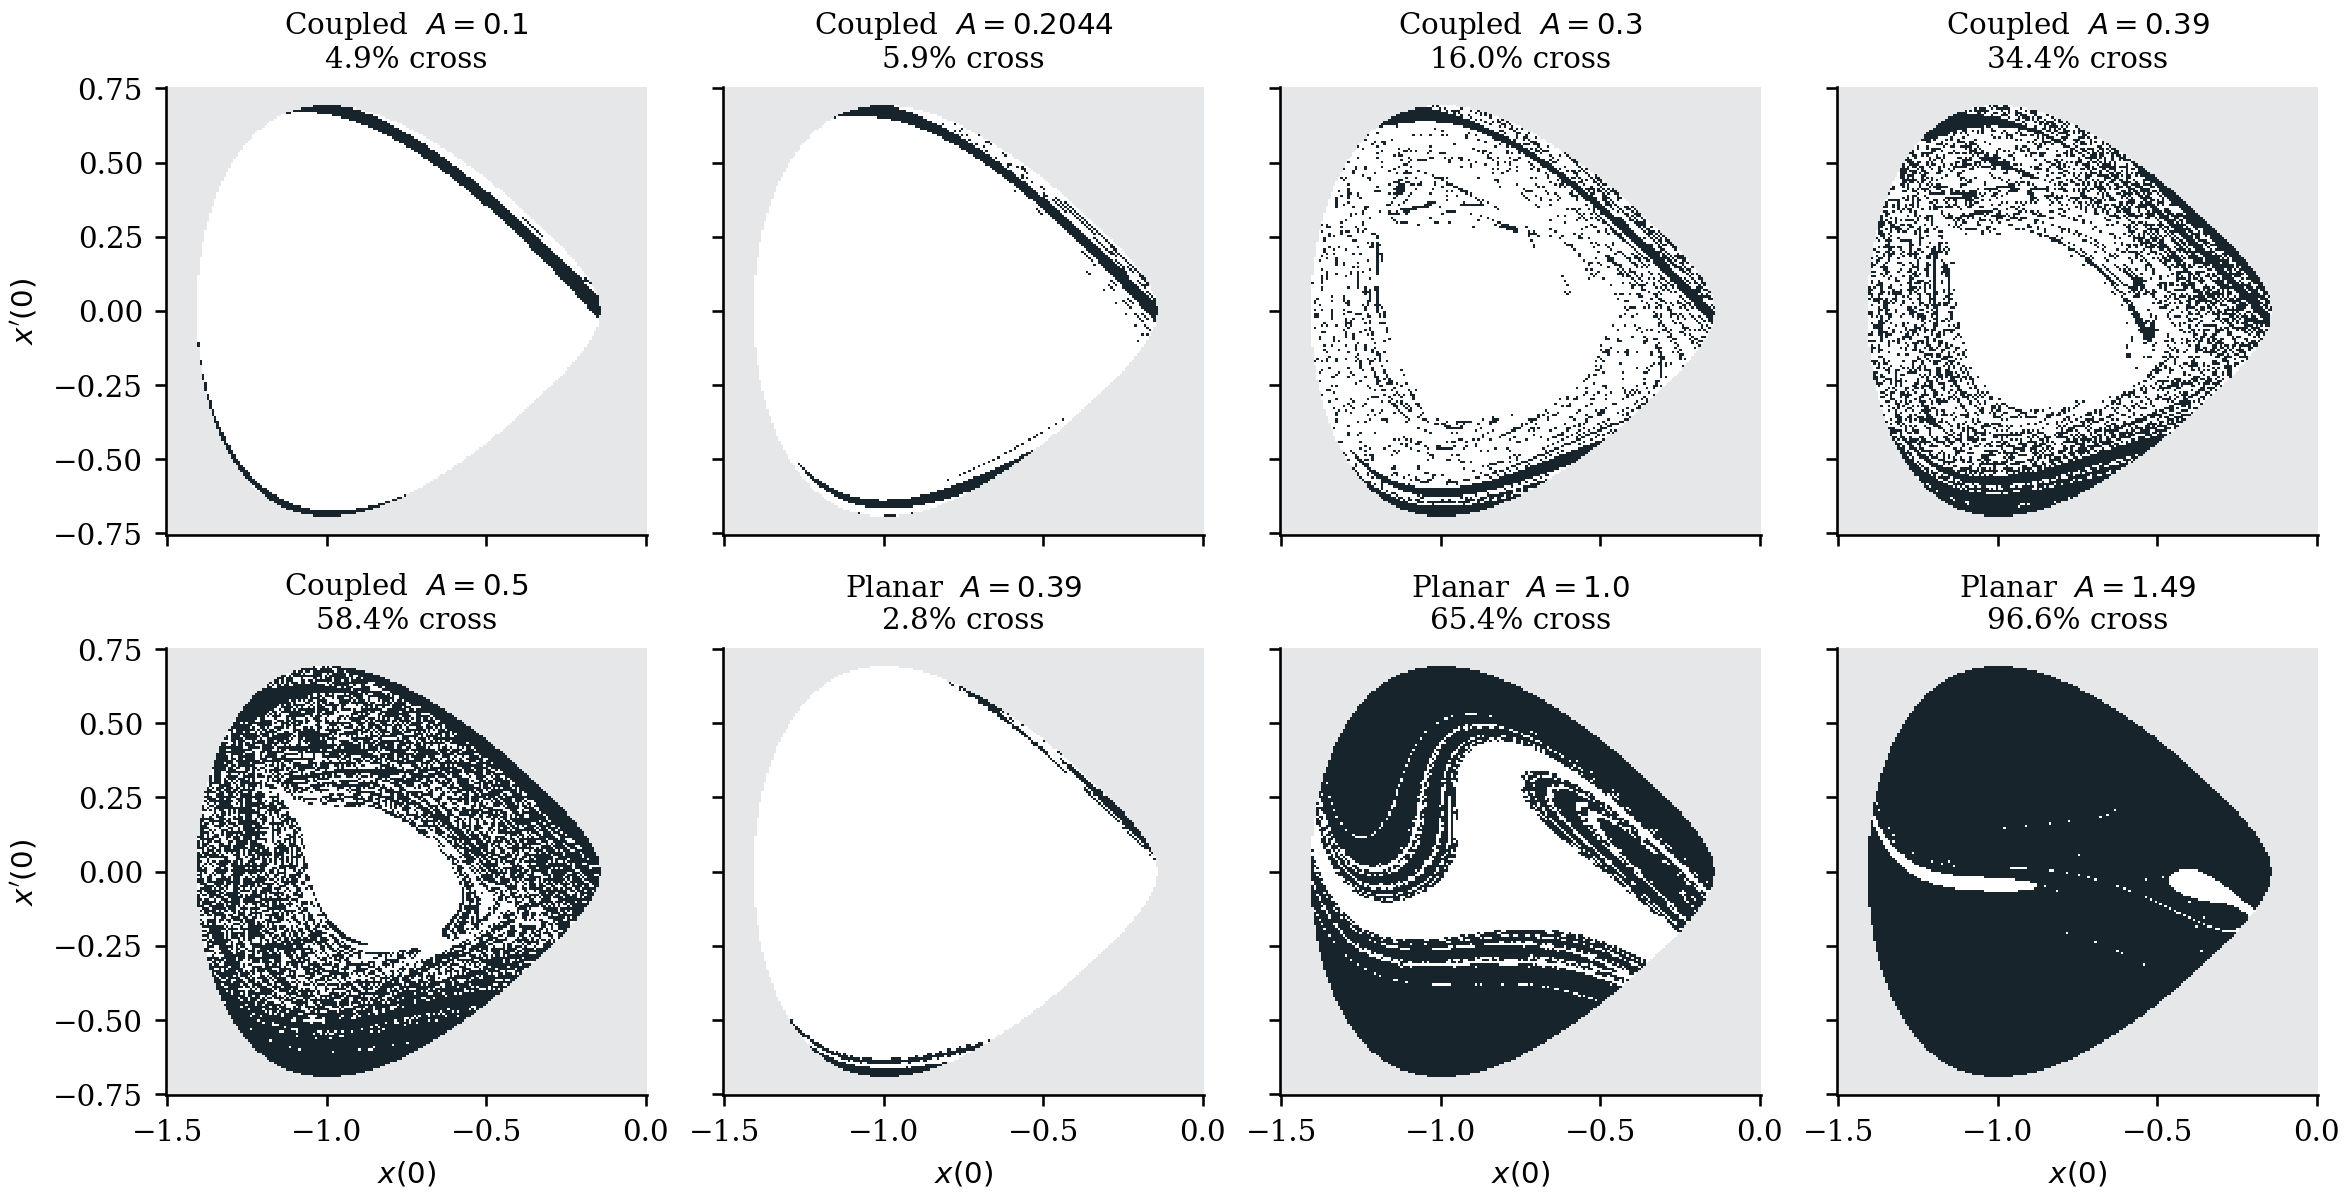 Coupled A = 0.1
4.9% cross
Coupled A = 0.2044
5.9% cross
Coupled A = 0.3
16.0% cross
Coupled A = 0.39
34.4% cross
0.75
0.50
0.25
0.00
−0.25
−0.50
−0.75
x′(0)
Coupled A = 0.5
58.4% cross
Planar A = 0.39
2.8% cross
Planar A = 1.0
65.4% cross
Planar A = 1.49
96.6% cross
0.75
0.50
0.25
0.00
−0.25
−0.50
−0.75
x′(0)
−1.5 −1.0 −0.5 0.0
−1.5 −1.0 −0.5 0.0
−1.5 −1.0 −0.5 0.0
−1.5 −1.0 −0.5 0.0
x(0)
x(0)
x(0)
x(0)